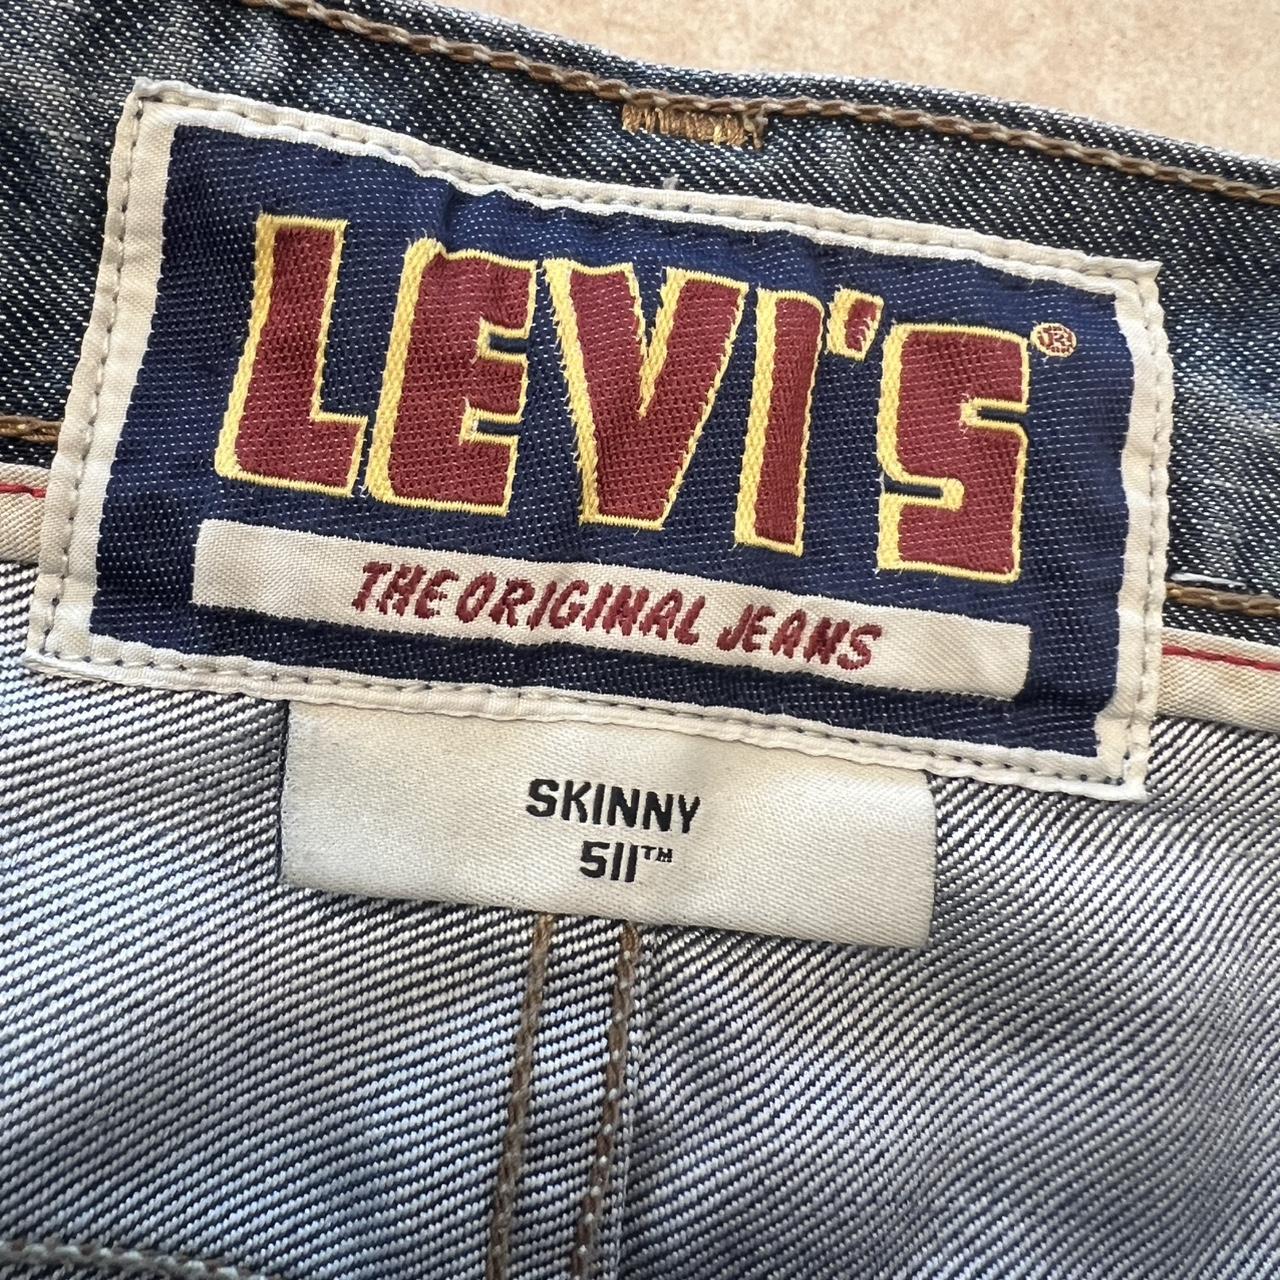 LEVI'S®
THE ORIGINAL JEANS
SKINNY
511™